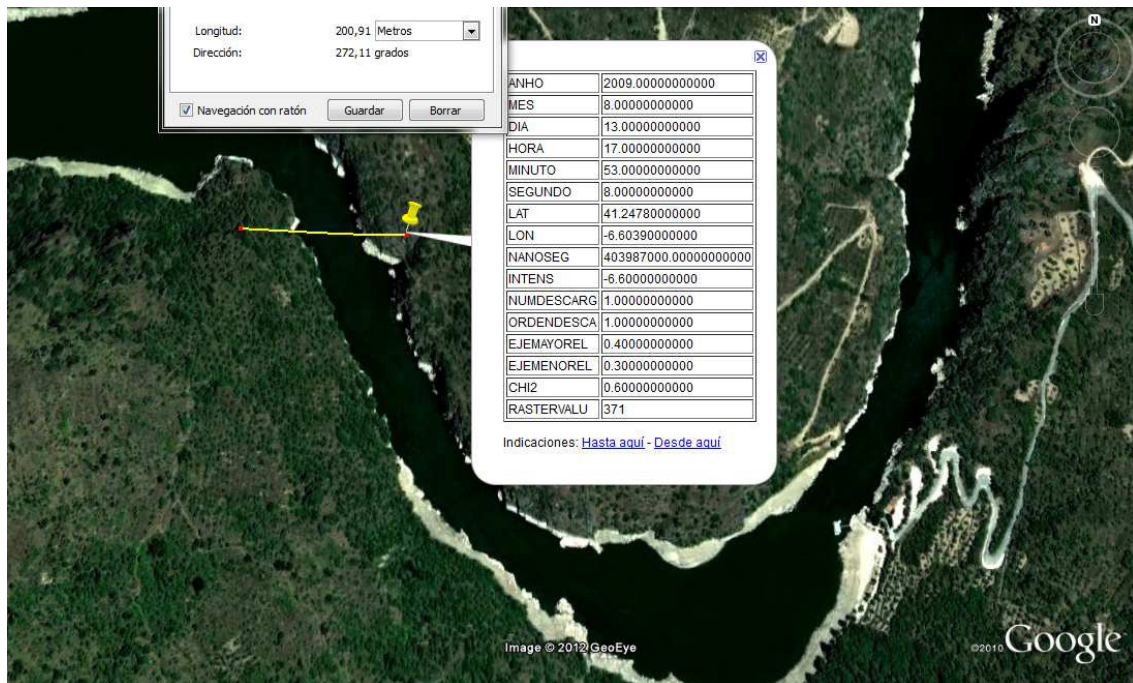 Longitud: 200,91 Metros
Dirección: 272,11 grados
Navegación con ratón Guardar Borrar
ANHO 2009.00000000000
MES 8.00000000000
DIA 13.00000000000
HORA 17.00000000000
MINUTO 53.00000000000
SEGUNDO 8.00000000000
LAT 41.24780000000
LON -6.60390000000
NANOSEG 403987000.00000000000
INTENS -6.60000000000
NUMDESCARG 1.00000000000
ORDENDESCA 1.00000000000
EJEMAYOREL 0.40000000000
EJEMENOREL 0.30000000000
CHI2 0.60000000000
RASTERVALU 371
Indicaciones: Hasta aquí - Desde aquí
N
Image © 2012 GeoEye
©2010 Google